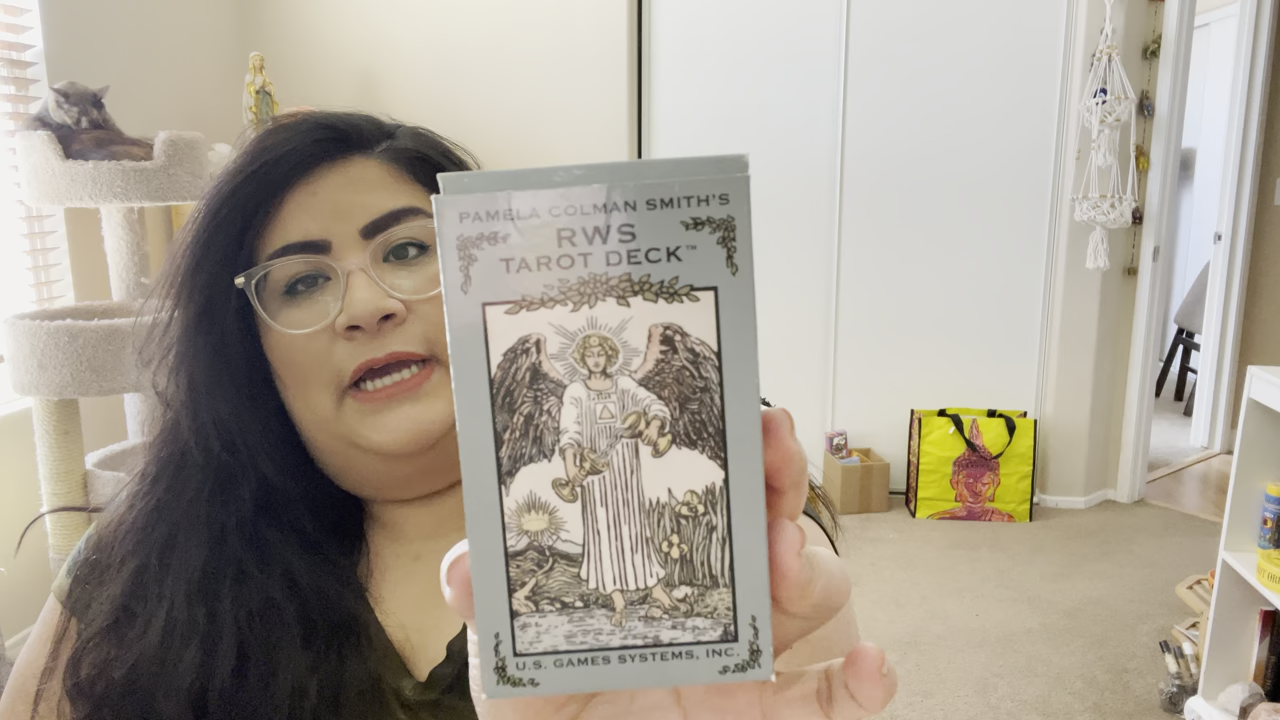 PAMELA COLMAN SMITH'S
RWS
TAROT DECK™
U.S. GAMES SYSTEMS, INC.